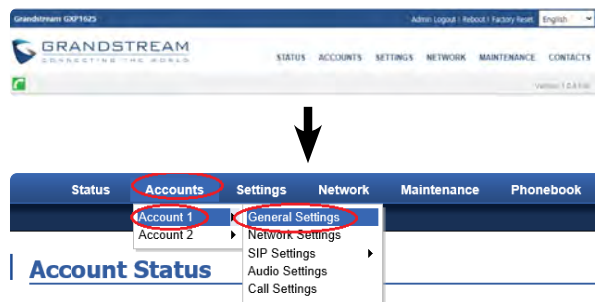 Grandstream GXP1625
Admin Logout | Reboot | Factory Reset English
GRANDSTREAM
CONNECTING THE WORLD
STATUS ACCOUNTS SETTINGS NETWORK MAINTENANCE CONTACTS
Status Accounts Settings Network Maintenance Phonebook
Account 1 General Settings
Account 2 Network Settings
SIP Settings
Account Status Audio Settings
Call Settings